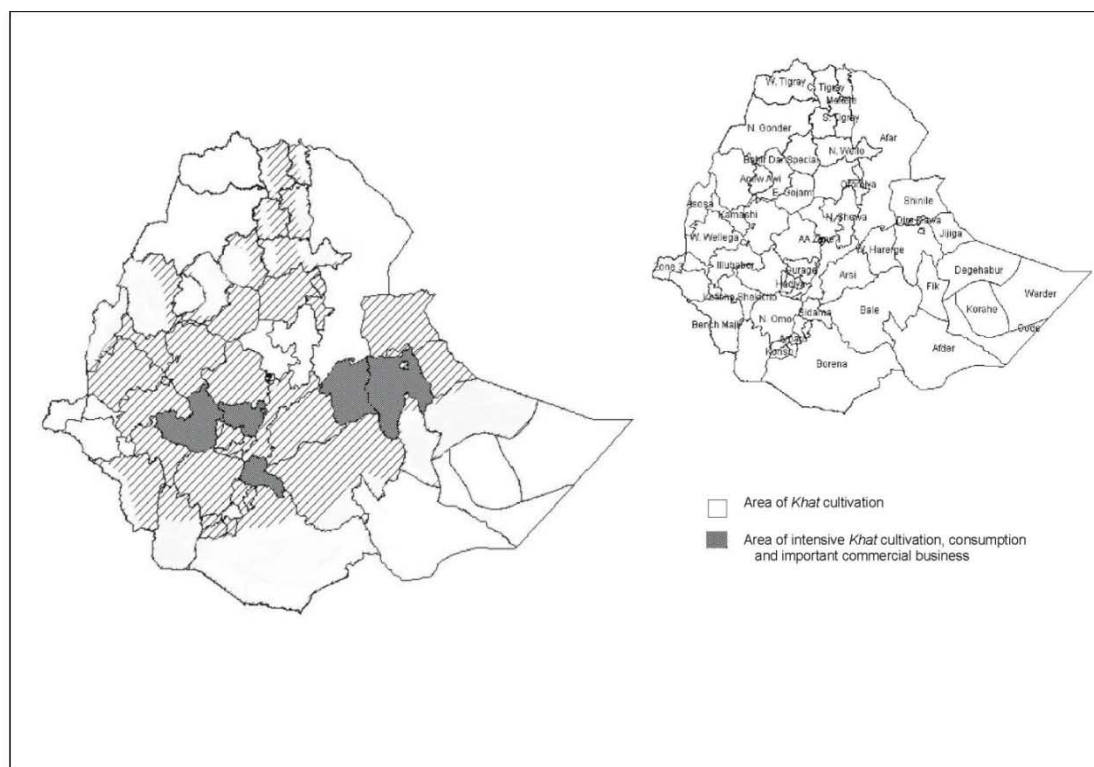 W. Tigray
C. Tigray
Mekele
S. Tigray
N. Gonder
Afar
N. Wello
Bahir Dar Special
Agew Awi
E. Gojam
Oromiya
Shinile
Asosa
Kamashi
N. Shewa
Dire Dawa
Jijiga
W. Wellega
W. Harerge
Illubabor
Gurage
Arsi
Degehabur
Hadiya
Fik
Warder
Korahe
N. Omo
Sidama
Bale
Bench Maji
Gode
Konso
Afder
Borena
Area of Khat cultivation
Area of intensive Khat cultivation, consumption
and important commercial business